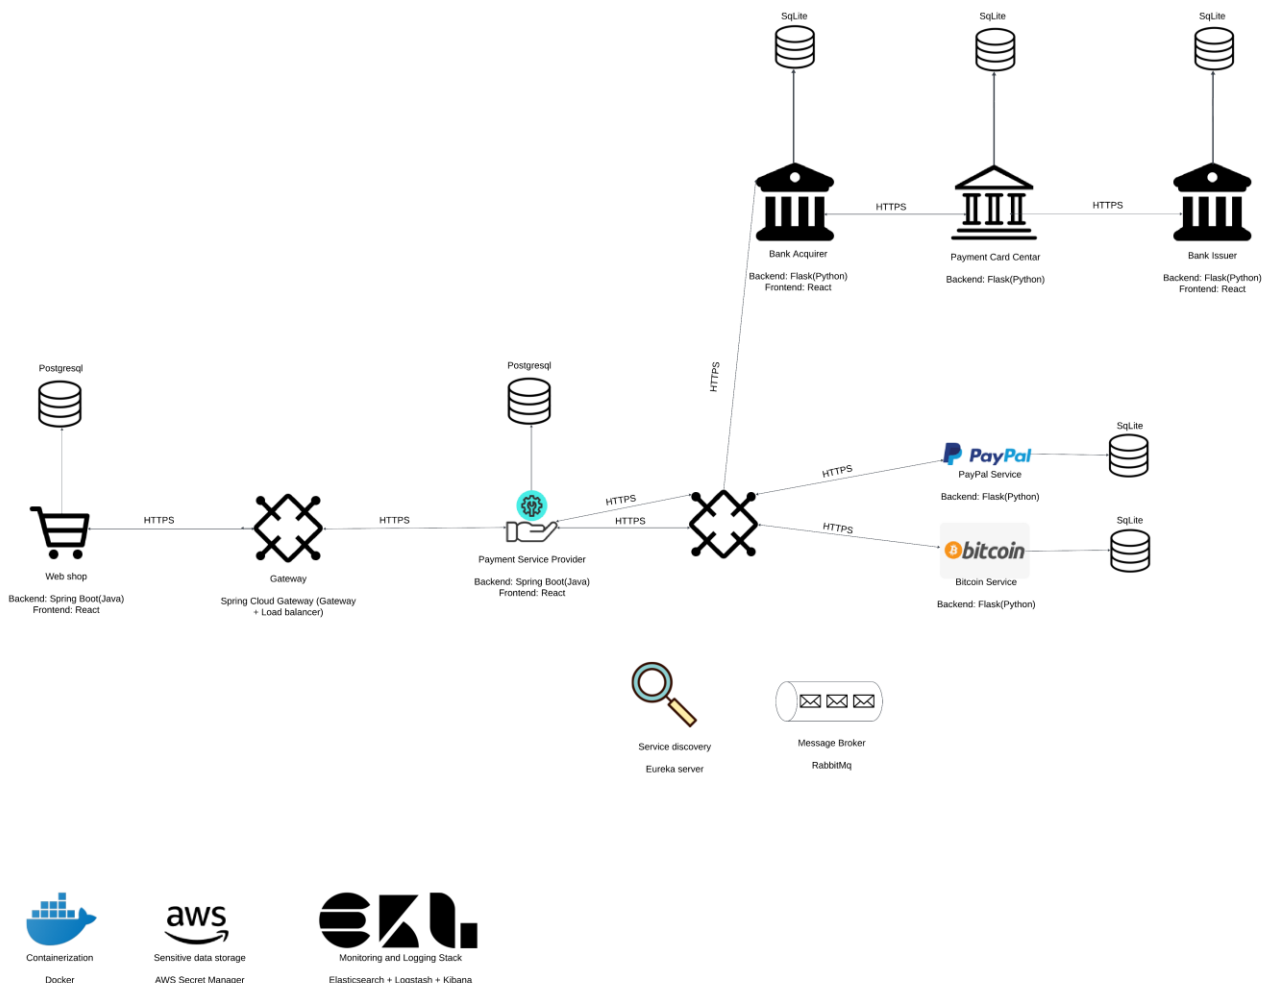 SqLite
SqLite
SqLite
HTTPS
HTTPS
Bank Acquirer
Backend: Flask(Python)
Frontend: React
Payment Card Centar
Backend: Flask(Python)
Bank Issuer
Backend: Flask(Python)
Frontend: React
HTTPS
Postgresql
Postgresql
SqLite
PayPal
PayPal Service
Backend: Flask(Python)
HTTPS
HTTPS
HTTPS
HTTPS
HTTPS
HTTPS
SqLite
bitcoin
Bitcoin Service
Backend: Flask(Python)
Web shop
Backend: Spring Boot(Java)
Frontend: React
Gateway
Spring Cloud Gateway (Gateway
+ Load balancer)
Payment Service Provider
Backend: Spring Boot(Java)
Frontend: React
Service discovery
Eureka server
Message Broker
RabbitMq
Containerization
Docker
aws
Sensitive data storage
AWS Secret Manager
EKL
Monitoring and Logging Stack
Elasticsearch + Logstash + Kibana